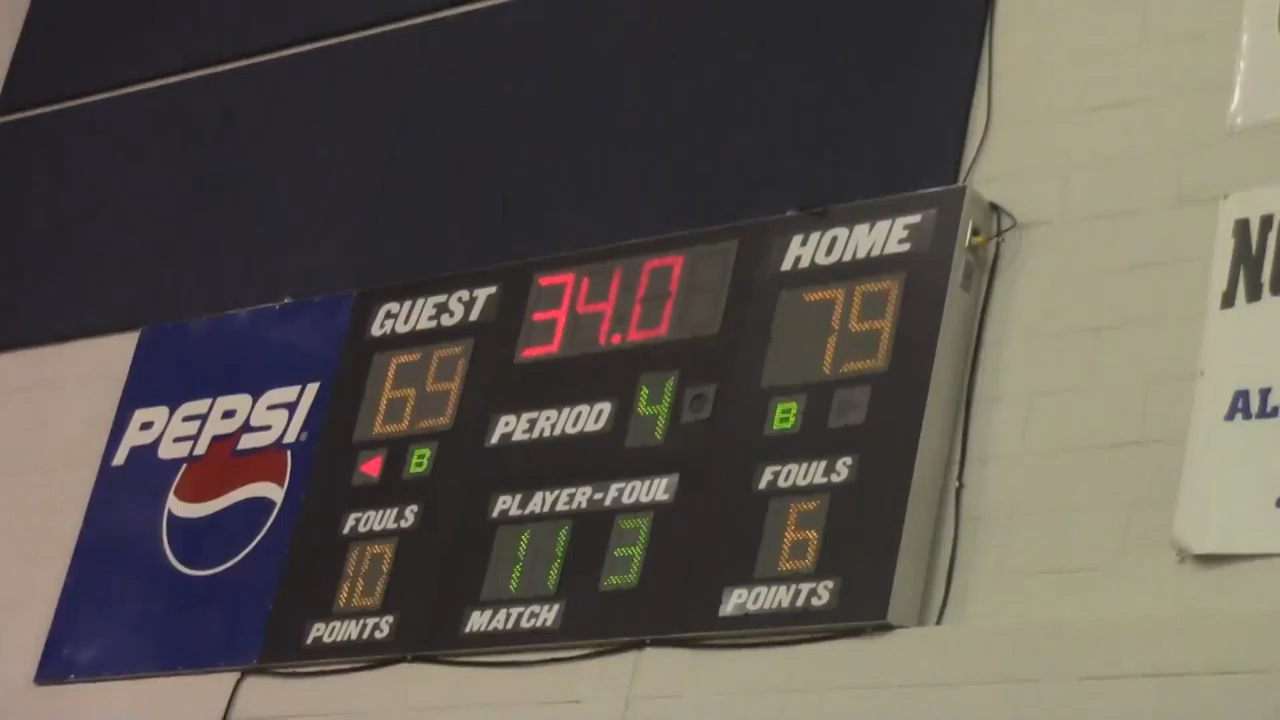 HOME
GUEST
34.0
79
69
PEPSI
PERIOD 4
B
B
FOULS
PLAYER-FOUL
FOULS
10
11 3
6
POINTS
MATCH
POINTS
AL